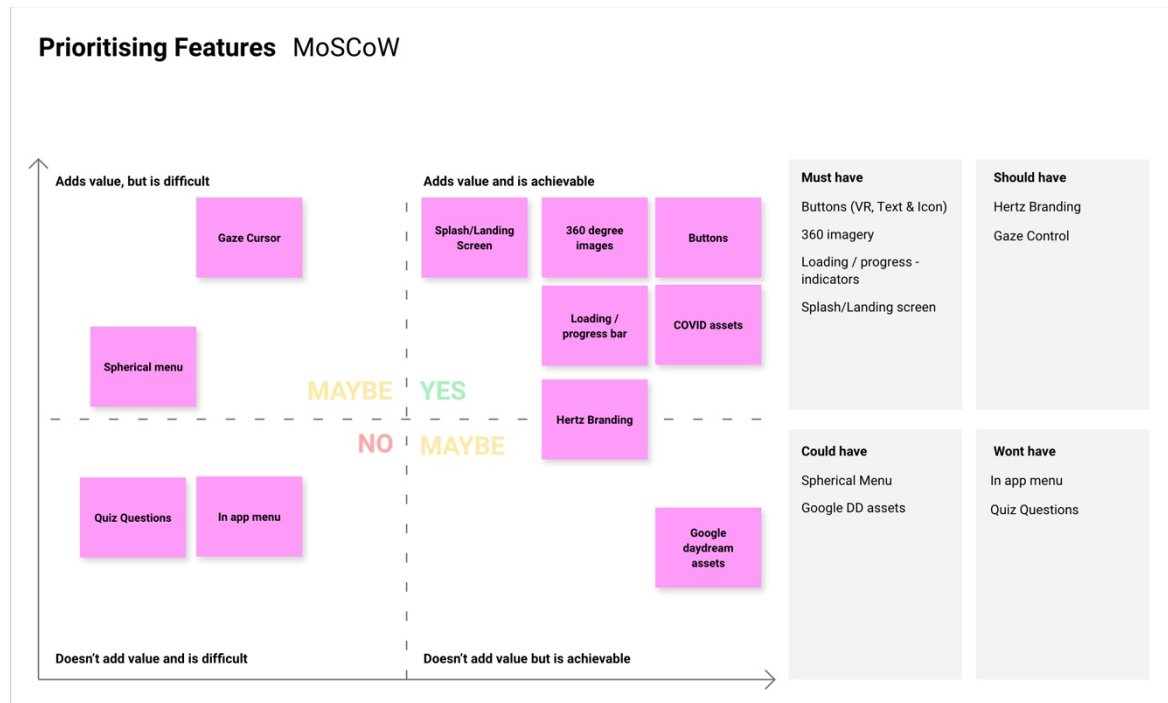 Prioritising Features MoSCoW
Adds value, but is difficult
Adds value and is achievable
Gaze Cursor
Splash/Landing
Screen
360 degree
images
Buttons
Loading /
progress bar
COVID assets
Spherical menu
MAYBE
YES
Hertz Branding
NO
MAYBE
Quiz Questions
In app menu
Google
daydream
assets
Doesn’t add value and is difficult
Doesn’t add value but is achievable
Must have
Buttons (VR, Text & Icon)
360 imagery
Loading / progress -
indicators
Splash/Landing screen
Should have
Hertz Branding
Gaze Control
Could have
Spherical Menu
Google DD assets
Wont have
In app menu
Quiz Questions